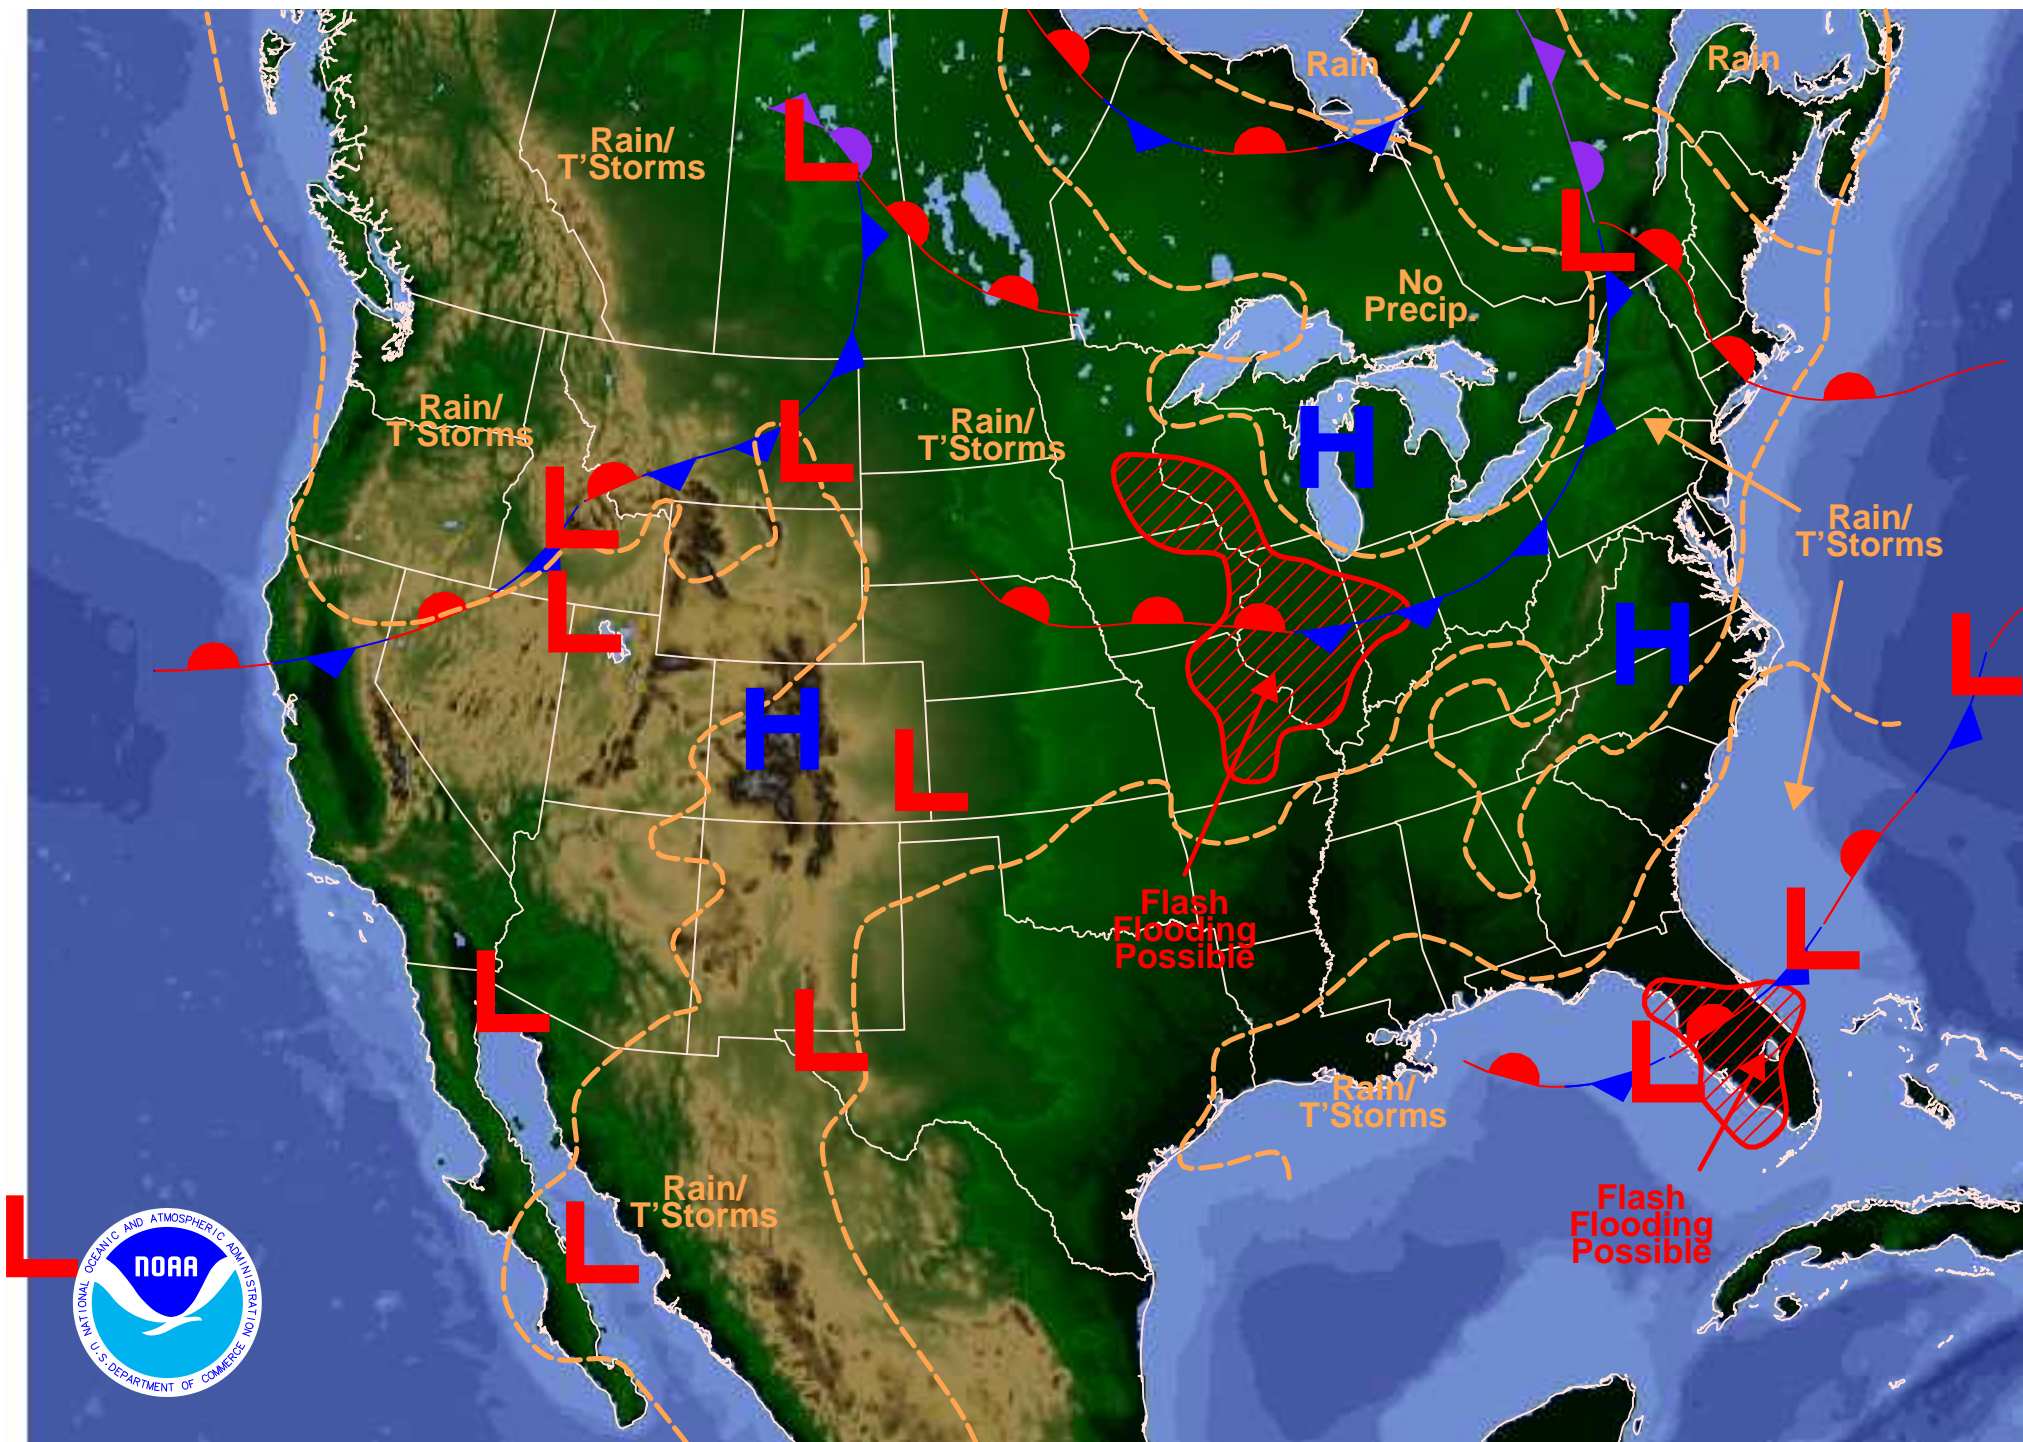 Rain
Rain
Rain/
T'Storms
L
L
No
Precip.
Rain/
T'Storms
L
Rain/
T'Storms
H
L
Rain/
T'Storms
L
H
L
H
L
L
Flash
Flooding
Possible
L
L
L
L
Rain/
T'Storms
Rain/
T'Storms
Flash
Flooding
Possible
L
L
NATIONAL OCEANIC AND ATMOSPHERIC ADMINISTRATION
NOAA
U.S. DEPARTMENT OF COMMERCE